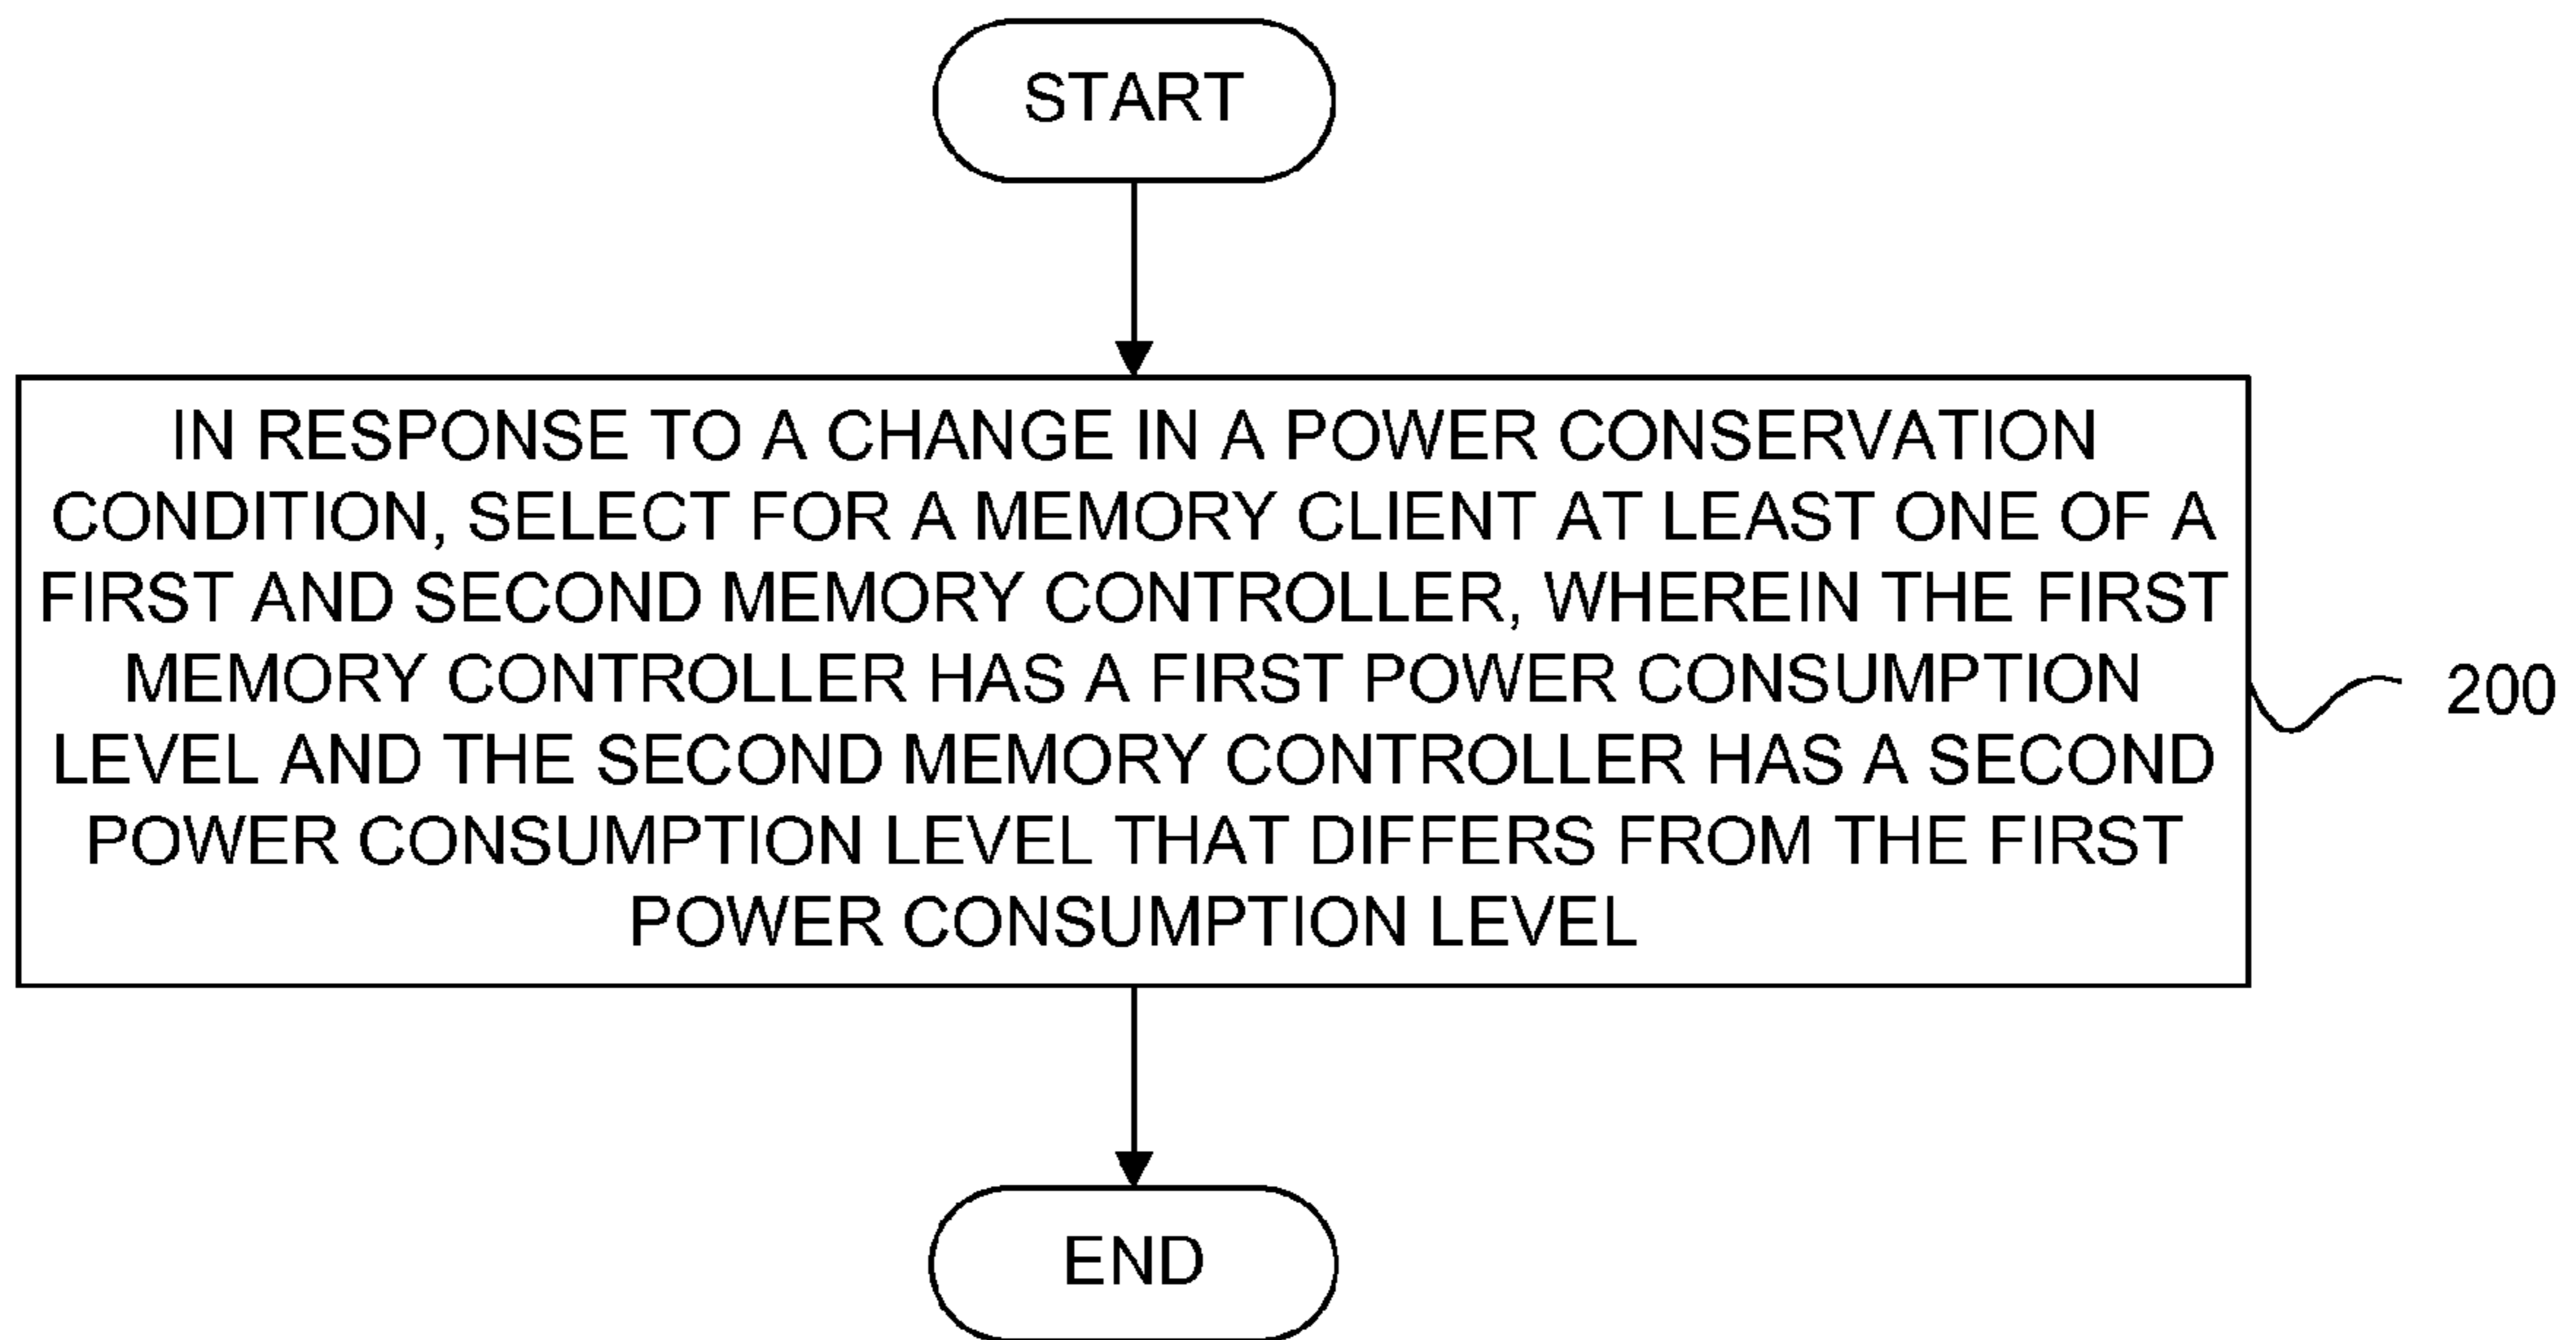 START
IN RESPONSE TO A CHANGE IN A POWER CONSERVATION
CONDITION, SELECT FOR A MEMORY CLIENT AT LEAST ONE OF A
FIRST AND SECOND MEMORY CONTROLLER, WHEREIN THE FIRST
MEMORY CONTROLLER HAS A FIRST POWER CONSUMPTION
LEVEL AND THE SECOND MEMORY CONTROLLER HAS A SECOND
POWER CONSUMPTION LEVEL THAT DIFFERS FROM THE FIRST
POWER CONSUMPTION LEVEL
200
END